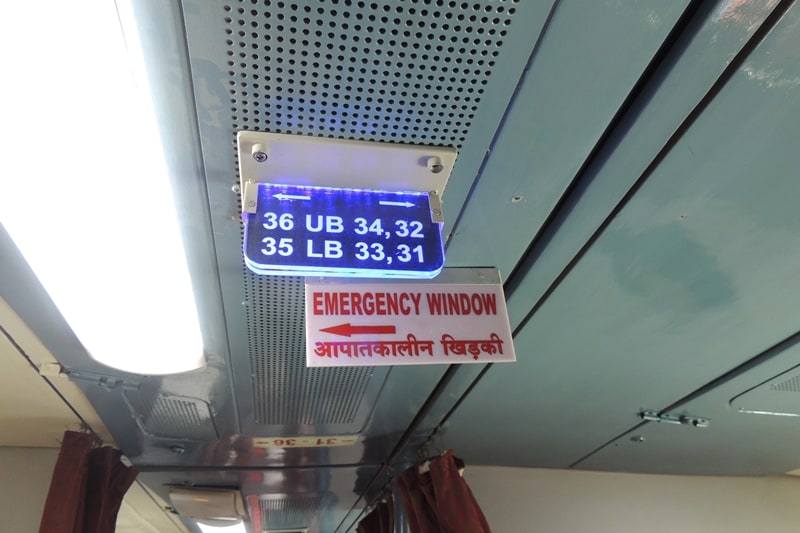 ← →
36 UB 34, 32
35 LB 33, 31
EMERGENCY WINDOW
←
आपातकालीन खिड़की
← 31 - 36 →